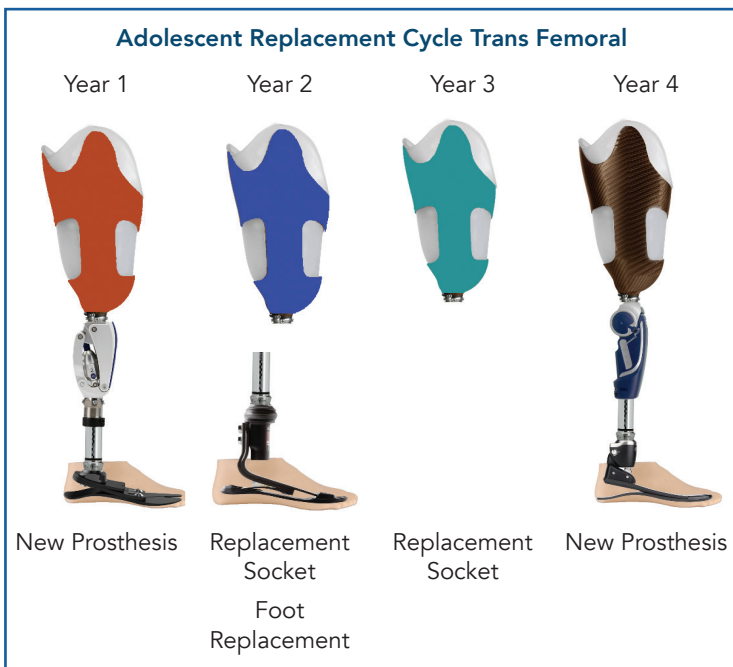 Adolescent Replacement Cycle Trans Femoral
Year 1
Year 2
Year 3
Year 4
New Prosthesis
Replacement
Socket
Foot
Replacement
Replacement
Socket
New Prosthesis